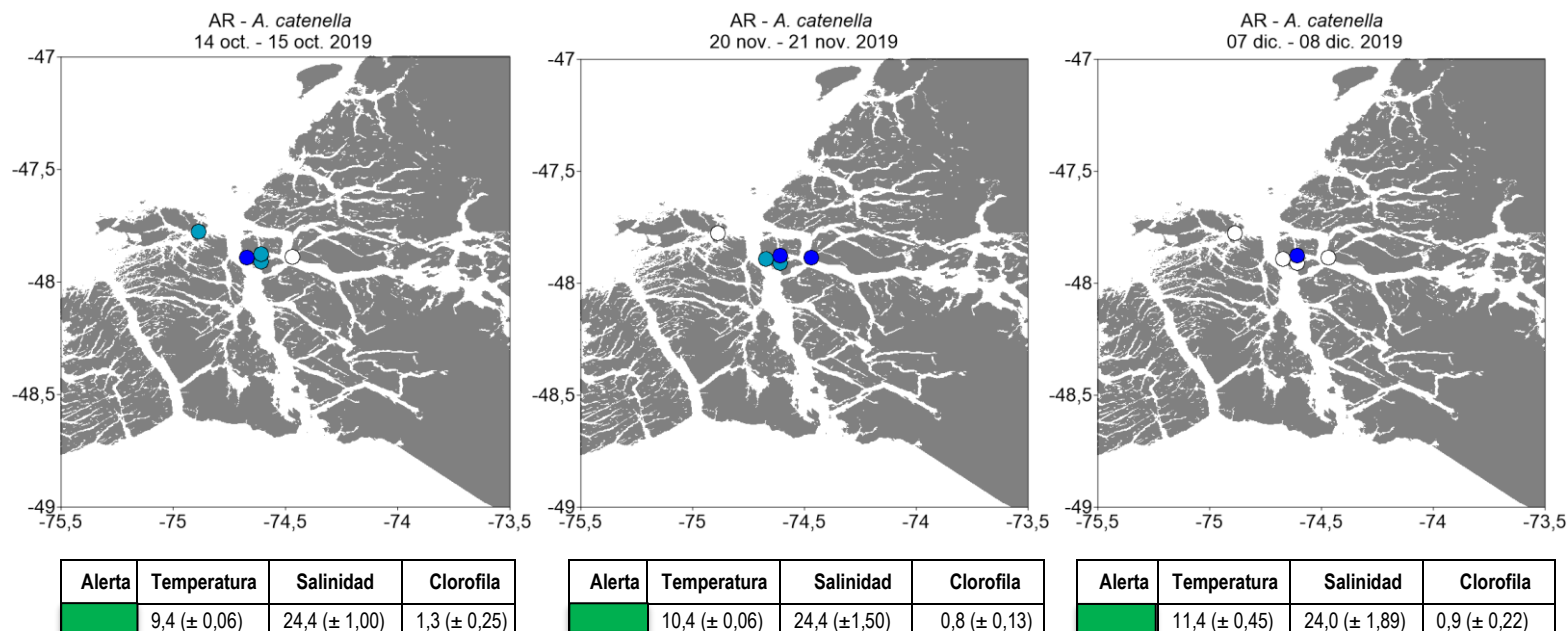 AR - A. catenella
14 oct. - 15 oct. 2019
-47
-47,5
-48
-48,5
-49
-75,5
-75
-74,5
-74
-73,5
AR - A. catenella
20 nov. - 21 nov. 2019
-47
-47,5
-48
-48,5
-49
-75,5
-75
-74,5
-74
-73,5
AR - A. catenella
07 dic. - 08 dic. 2019
-47
-47,5
-48
-48,5
-49
-75,5
-75
-74,5
-74
-73,5
Alerta Temperatura Salinidad Clorofila
9,4 (± 0,06) 24,4 (± 1,00) 1,3 (± 0,25)
Alerta Temperatura Salinidad Clorofila
10,4 (± 0,06) 24,4 (±1,50) 0,8 (± 0,13)
Alerta Temperatura Salinidad Clorofila
11,4 (± 0,45) 24,0 (± 1,89) 0,9 (± 0,22)